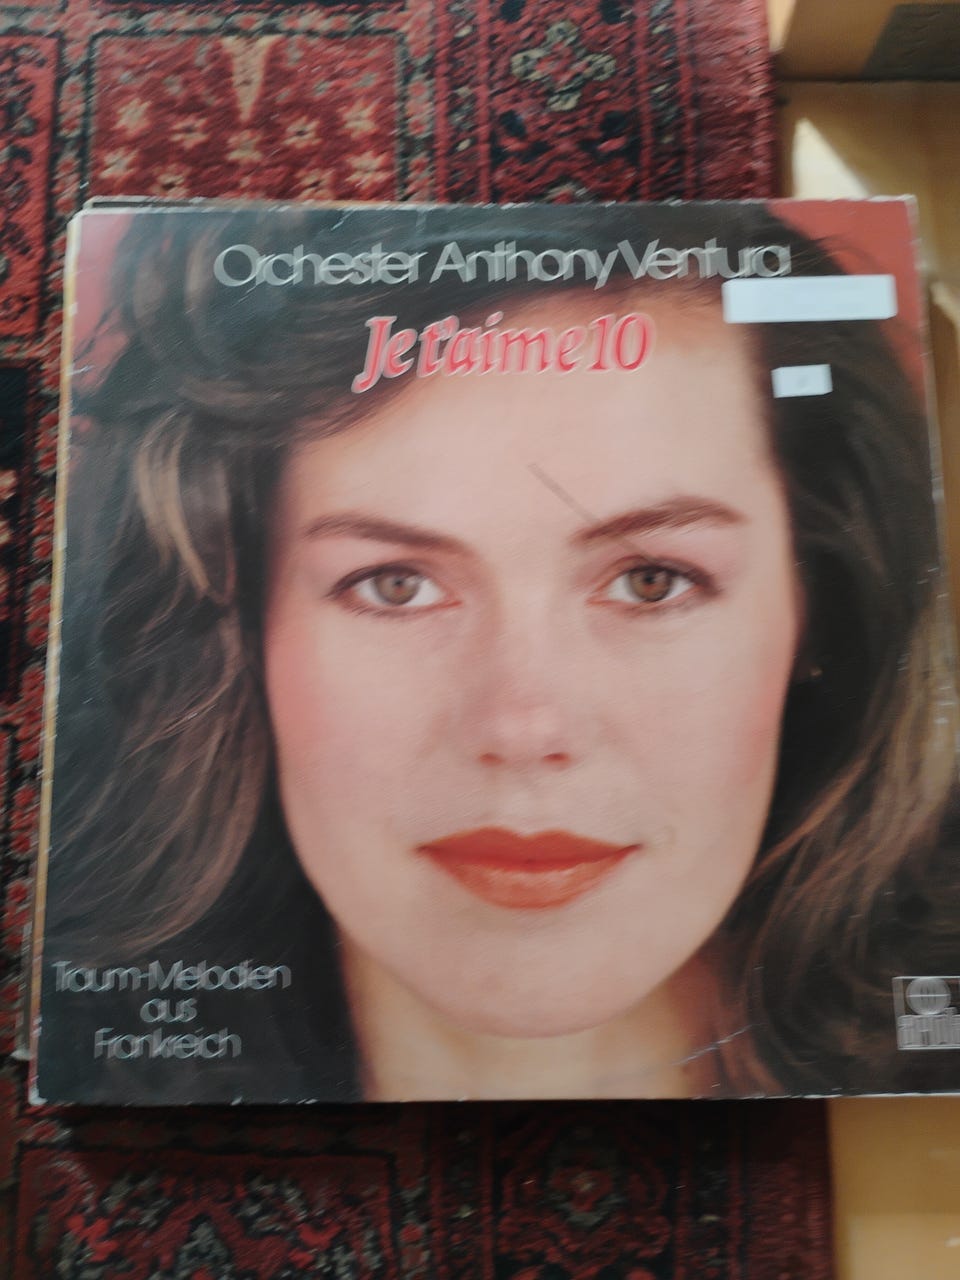 Orchester Anthony Ventura
Je t'aime 10
Traum-Melodien
aus
Frankreich